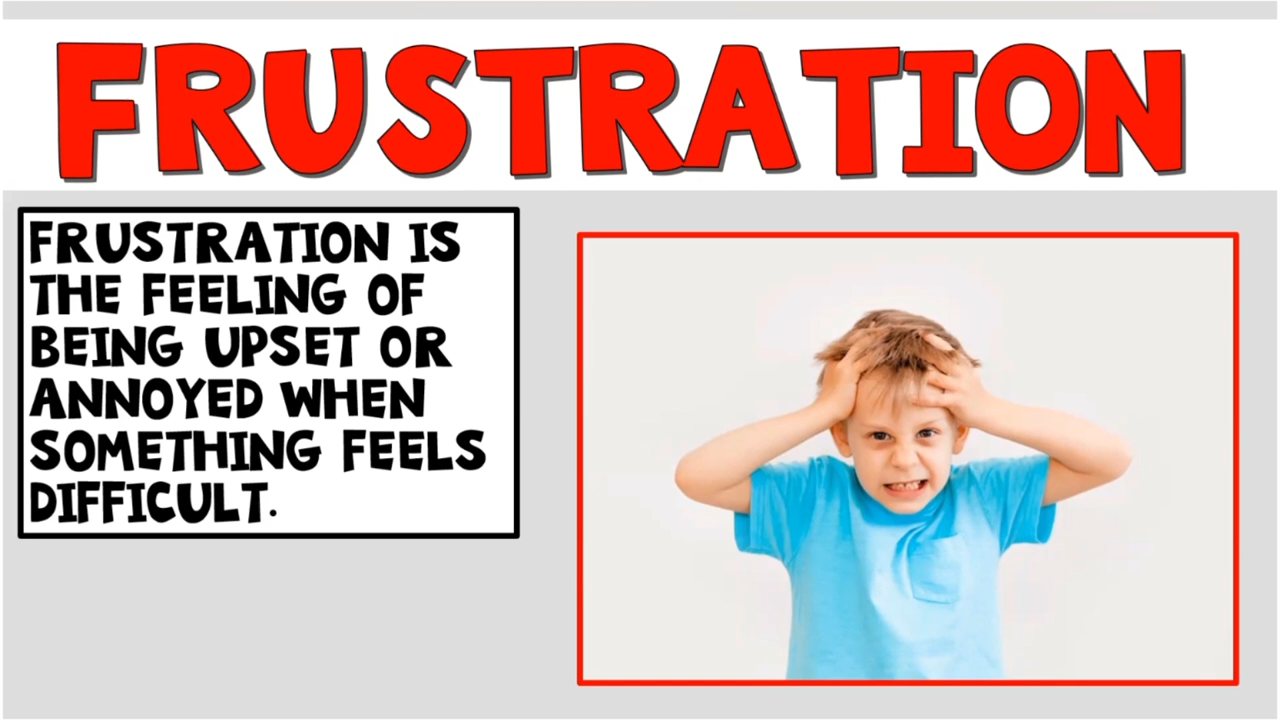 FRUSTRATION
FRUSTRATION IS
THE FEELING OF
BEING UPSET OR
ANNOYED WHEN
SOMETHING FEELS
DIFFICULT.